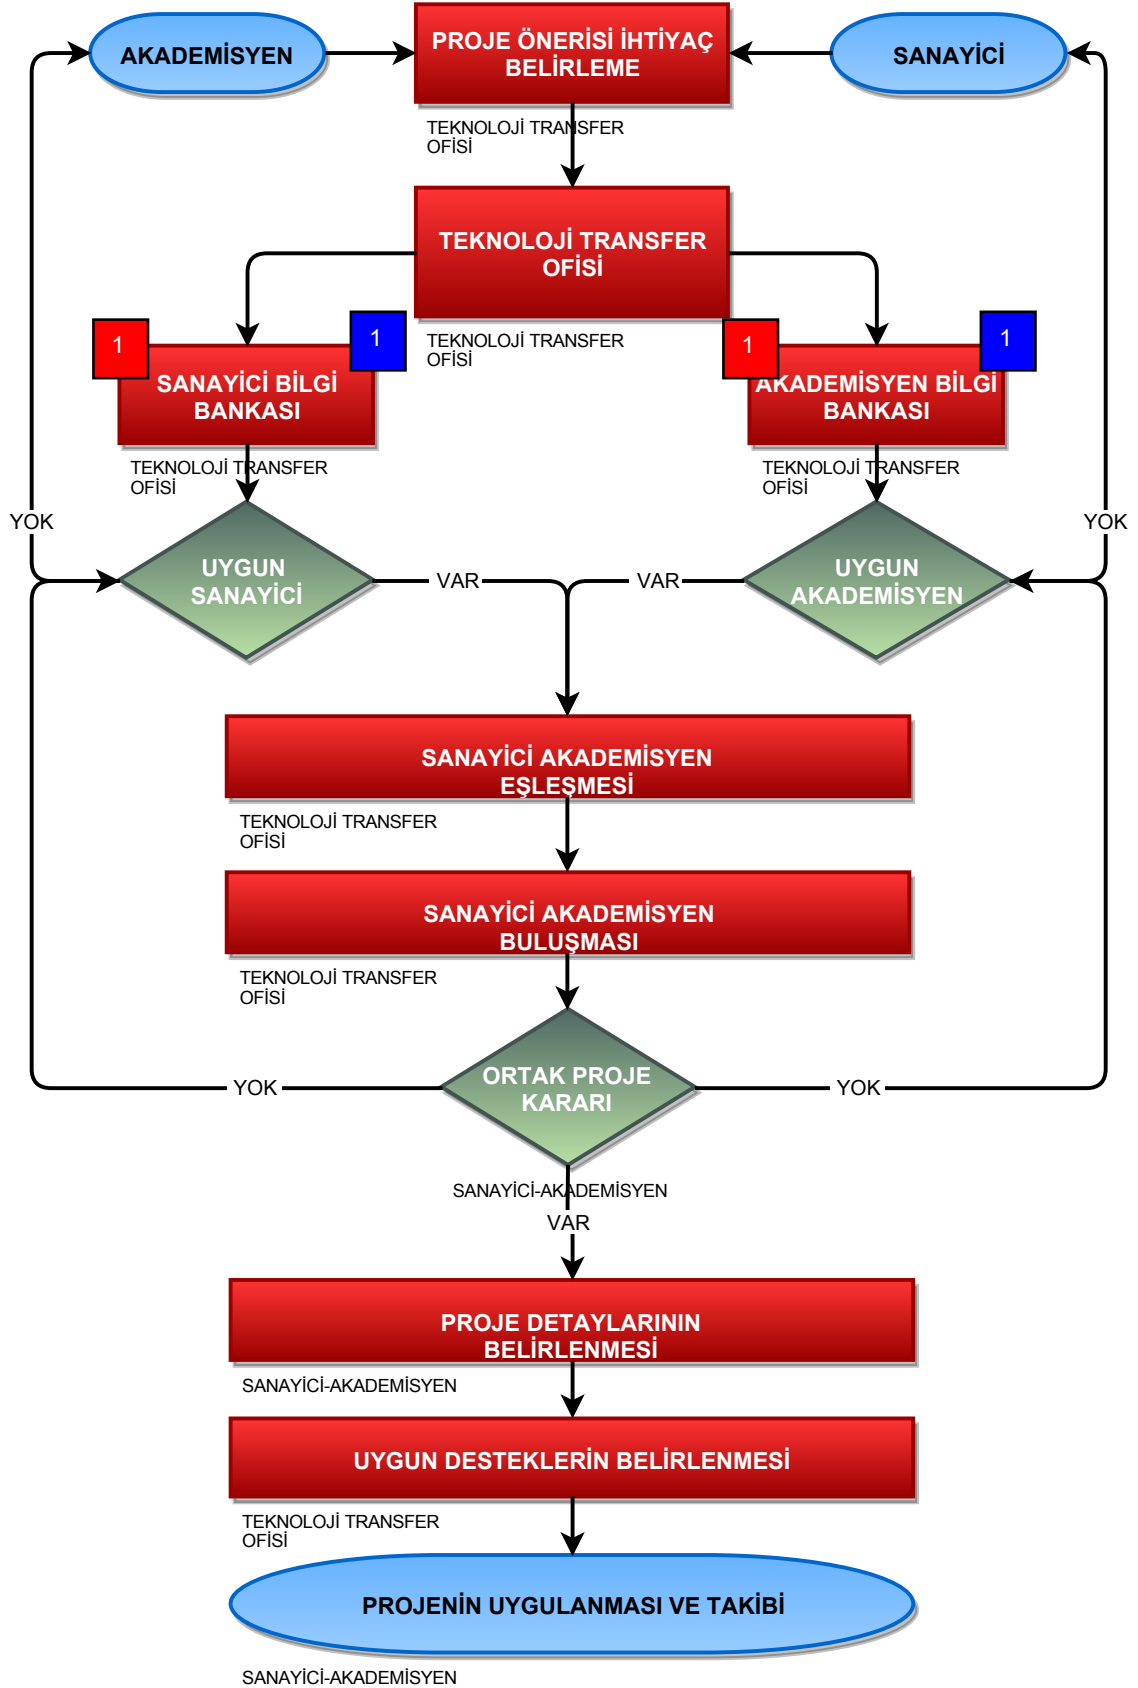 AKADEMİSYEN
PROJE ÖNERİSİ İHTİYAÇ
BELİRLEME
SANAYİCİ
TEKNOLOJİ TRANSFER
OFİSİ
TEKNOLOJİ TRANSFER
OFİSİ
TEKNOLOJİ TRANSFER
OFİSİ
1
1
SANAYİCİ BİLGİ
BANKASI
1
1
AKADEMİSYEN BİLGİ
BANKASI
TEKNOLOJİ TRANSFER
OFİSİ
TEKNOLOJİ TRANSFER
OFİSİ
YOK
YOK
UYGUN
SANAYİCİ
VAR
VAR
UYGUN
AKADEMİSYEN
SANAYİCİ AKADEMİSYEN
EŞLEŞMESİ
TEKNOLOJİ TRANSFER
OFİSİ
SANAYİCİ AKADEMİSYEN
BULUŞMASI
TEKNOLOJİ TRANSFER
OFİSİ
YOK
ORTAK PROJE
KARARI
YOK
SANAYİCİ-AKADEMİSYEN
VAR
PROJE DETAYLARININ
BELİRLENMESİ
SANAYİCİ-AKADEMİSYEN
UYGUN DESTEKLERİN BELİRLENMESİ
TEKNOLOJİ TRANSFER
OFİSİ
PROJENİN UYGULANMASI VE TAKİBİ
SANAYİCİ-AKADEMİSYEN